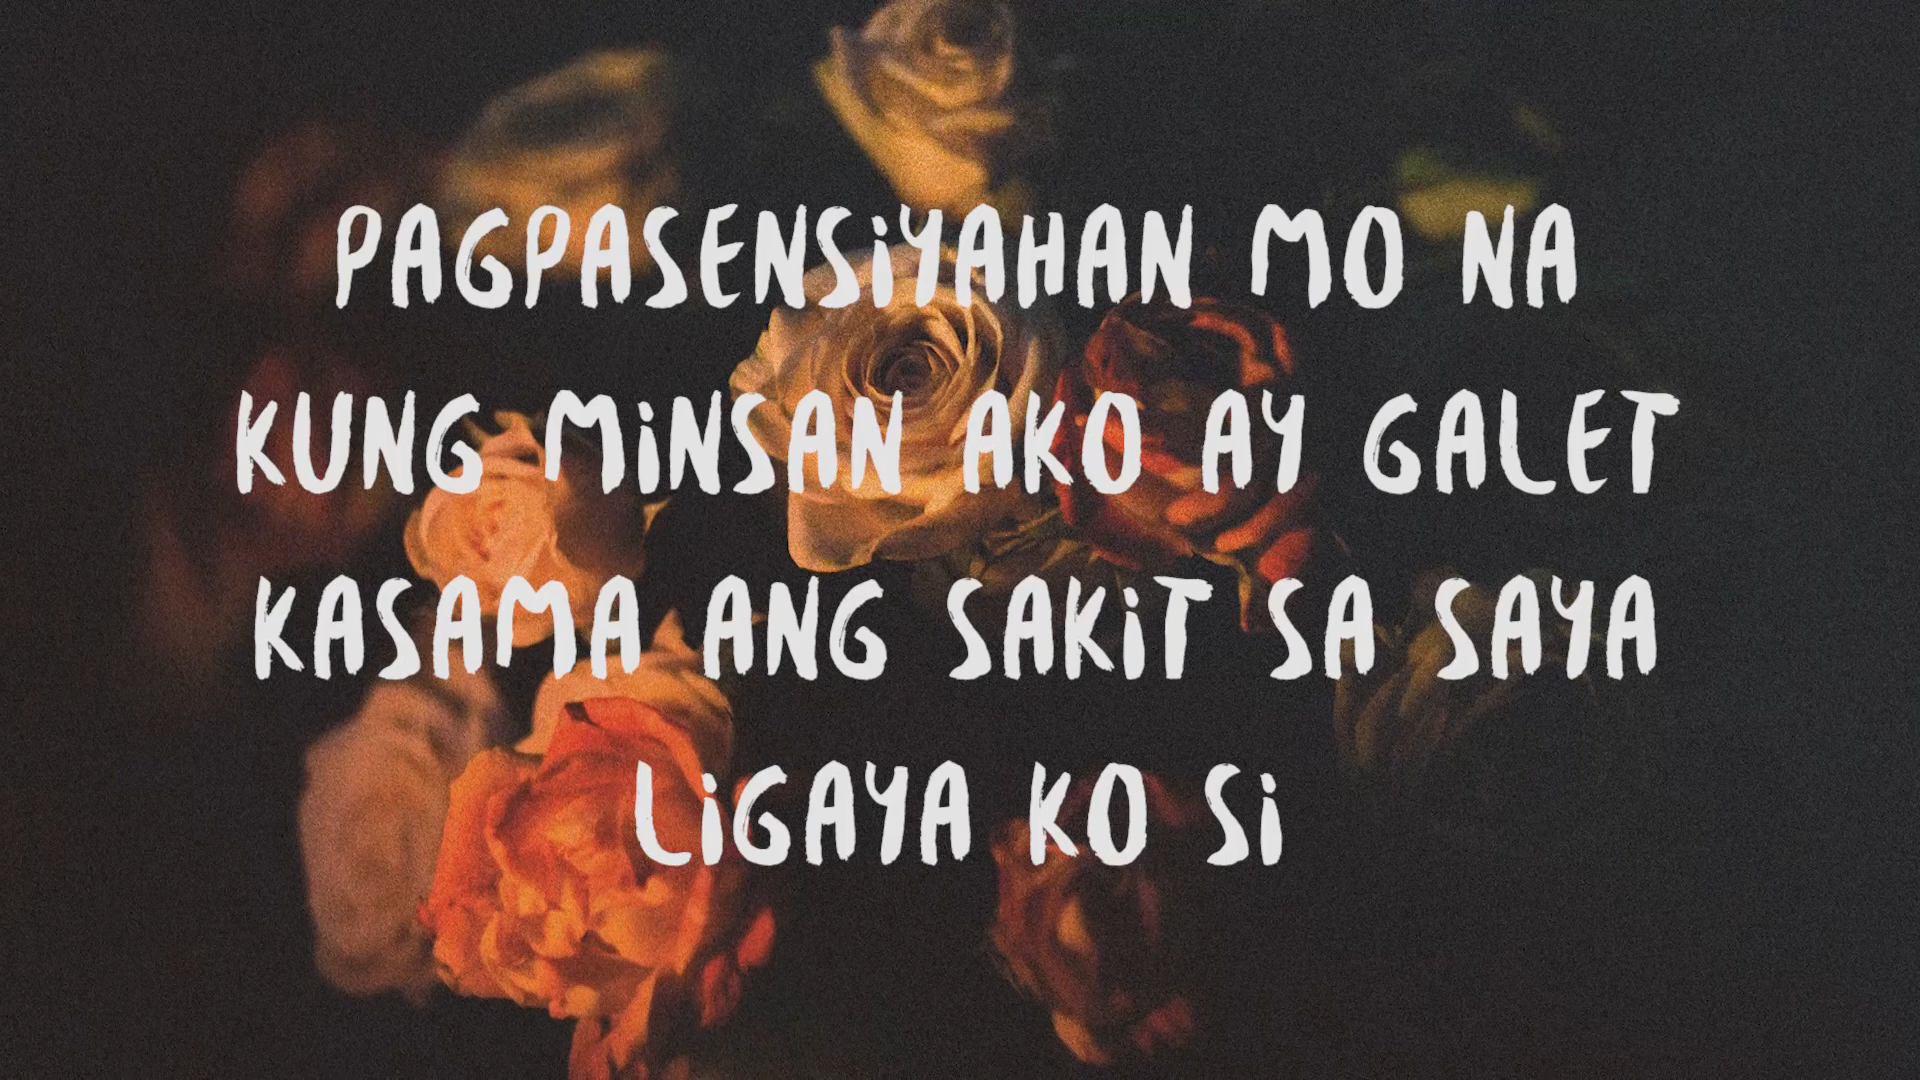 PAGPASENSiYAHAN MO NA
KUNG MiNSAN AKO AY GALET
KASAMA ANG SAKiT SA SAYA
LiGAYA KO Si